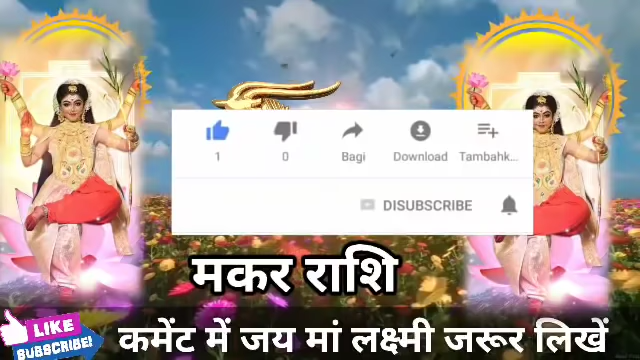 1 0 Bagi Download Tambahk...
DISUBSCRIBE
मकर राशि
LIKE
SUBSCRIBE!
कमेंट में जय मां लक्ष्मी जरूर लिखें